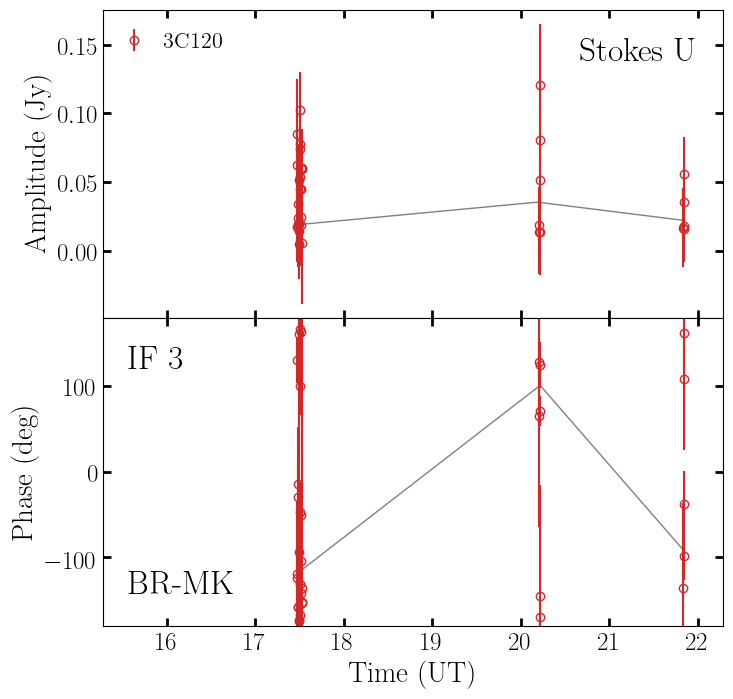 3C120
Stokes U
0.15
0.10
0.05
0.00
Amplitude (Jy)
IF 3
100
0
−100
Phase (deg)
BR-MK
16 17 18 19 20 21 22
Time (UT)